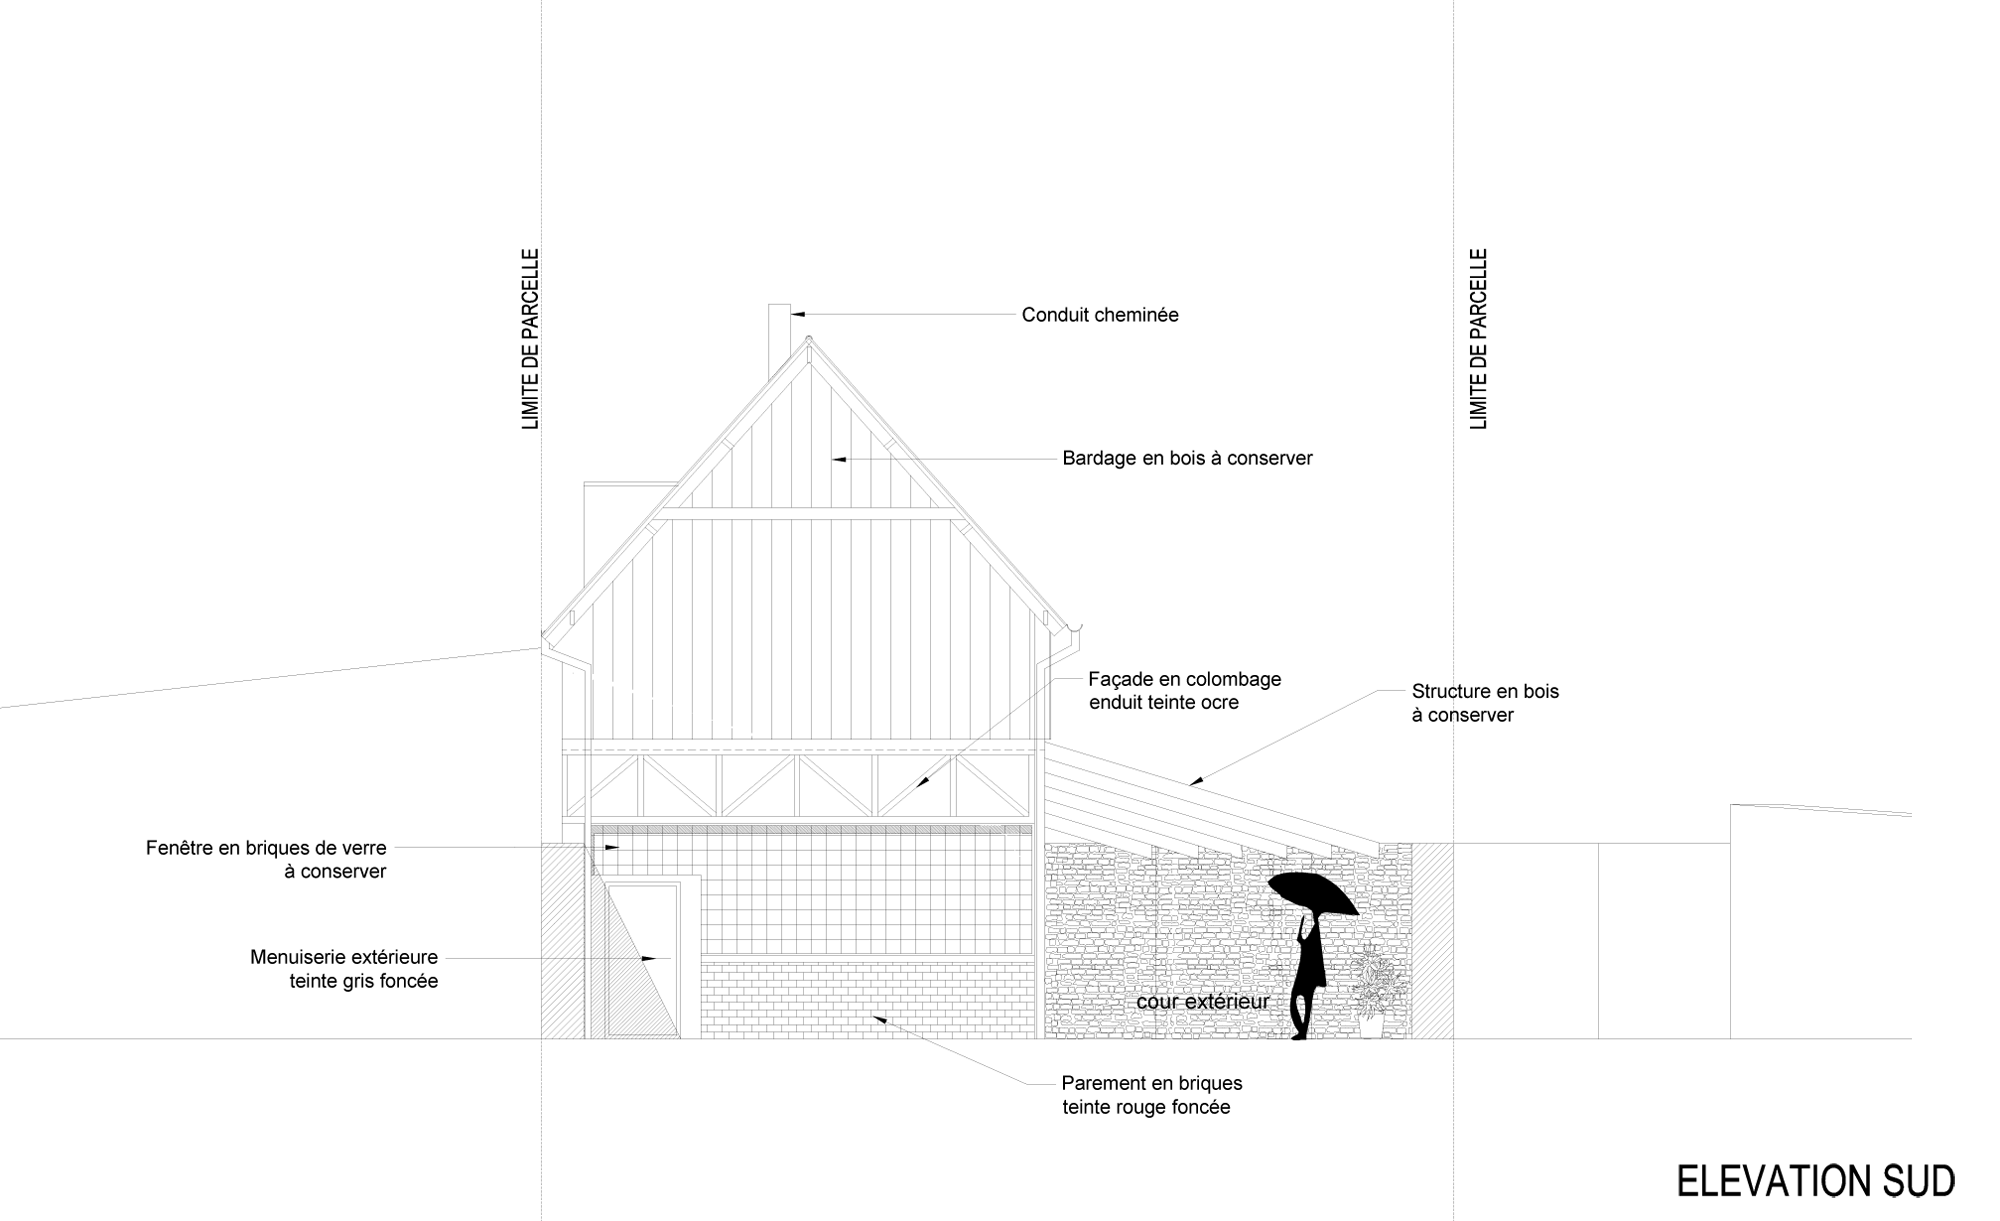 LIMITE DE PARCELLE
LIMITE DE PARCELLE
Conduit cheminée
Bardage en bois à conserver
Façade en colombage
enduit teinte ocre
Structure en bois
à conserver
Fenêtre en briques de verre
à conserver
Menuiserie extérieure
teinte gris foncée
cour extérieur
Parement en briques
teinte rouge foncée
ELEVATION SUD